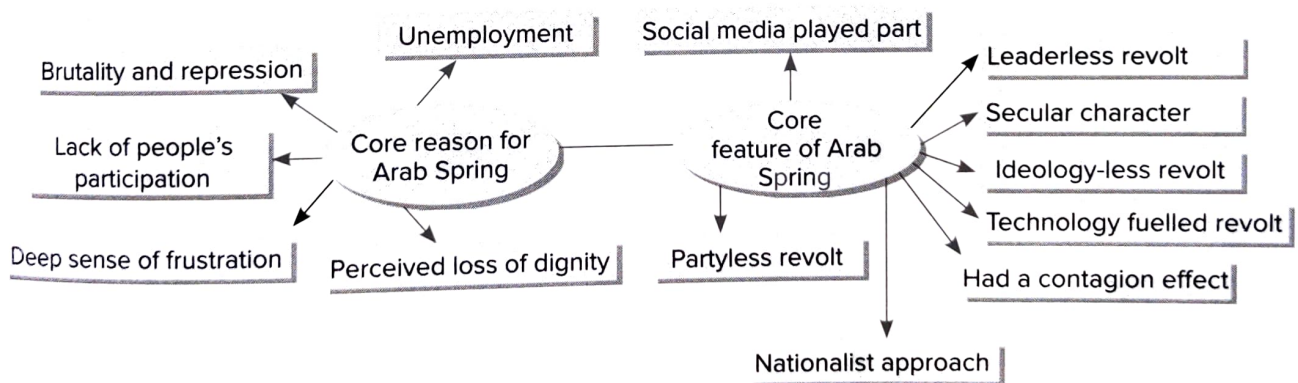 Unemployment
Brutality and repression
Core reason for
Arab Spring
Lack of people's
participation
Deep sense of frustration
Perceived loss of dignity
Social media played part
Core
feature of Arab
Spring
Leaderless revolt
Secular character
Ideology-less revolt
Technology fuelled revolt
Had a contagion effect
Partyless revolt
Nationalist approach